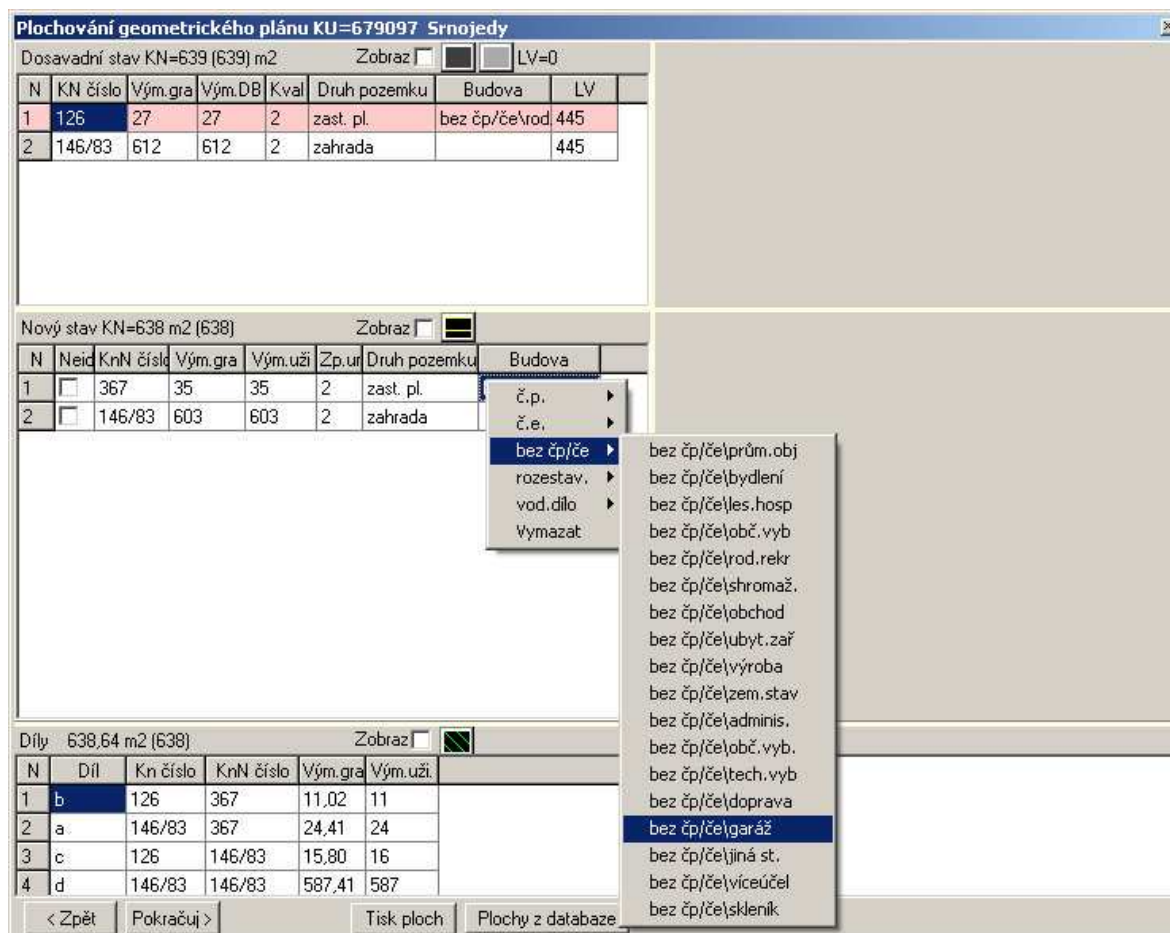 Plochování geometrického plánu KU=679097 Srnojedy
Dosavadní stav KN=639 (639) m2 Zobraz LV=0
N KN číslo Vým.gra Vým.DB Kval Druh pozemku Budova LV
1 126 27 27 2 zast. pl. bez čp/če\rod 445
2 146/83 612 612 2 zahrada 445
Nový stav KN=638 m2 (638) Zobraz
N Neid KnN číslo Vým.gra Vým.uži Zp.ur Druh pozemku Budova
1 367 35 35 2 zast. pl.
2 146/83 603 603 2 zahrada
č.p.
č.e.
bez čp/če
rozestav.
vod.dílo
Vymazat
bez čp/če\prům.obj
bez čp/če\bydlení
bez čp/če\les.hosp
bez čp/če\obč.vyb
bez čp/če\rod.rekr
bez čp/če\shromaž.
bez čp/če\obchod
bez čp/če\ubyt.zař
bez čp/če\výroba
bez čp/če\zem.stav
bez čp/če\adminis.
bez čp/če\obč.vyb.
bez čp/če\tech.vyb
bez čp/če\doprava
bez čp/če\garáž
bez čp/če\jiná st.
bez čp/če\víceúčel
bez čp/če\skleník
Díly 638,64 m2 (638) Zobraz
N Díl Kn číslo KnN číslo Vým.gra Vým.uži.
1 b 126 367 11,02 11
2 a 146/83 367 24,41 24
3 c 126 146/83 15,80 16
4 d 146/83 146/83 587,41 587
< Zpět Pokračuj > Tisk ploch Plochy z databaze